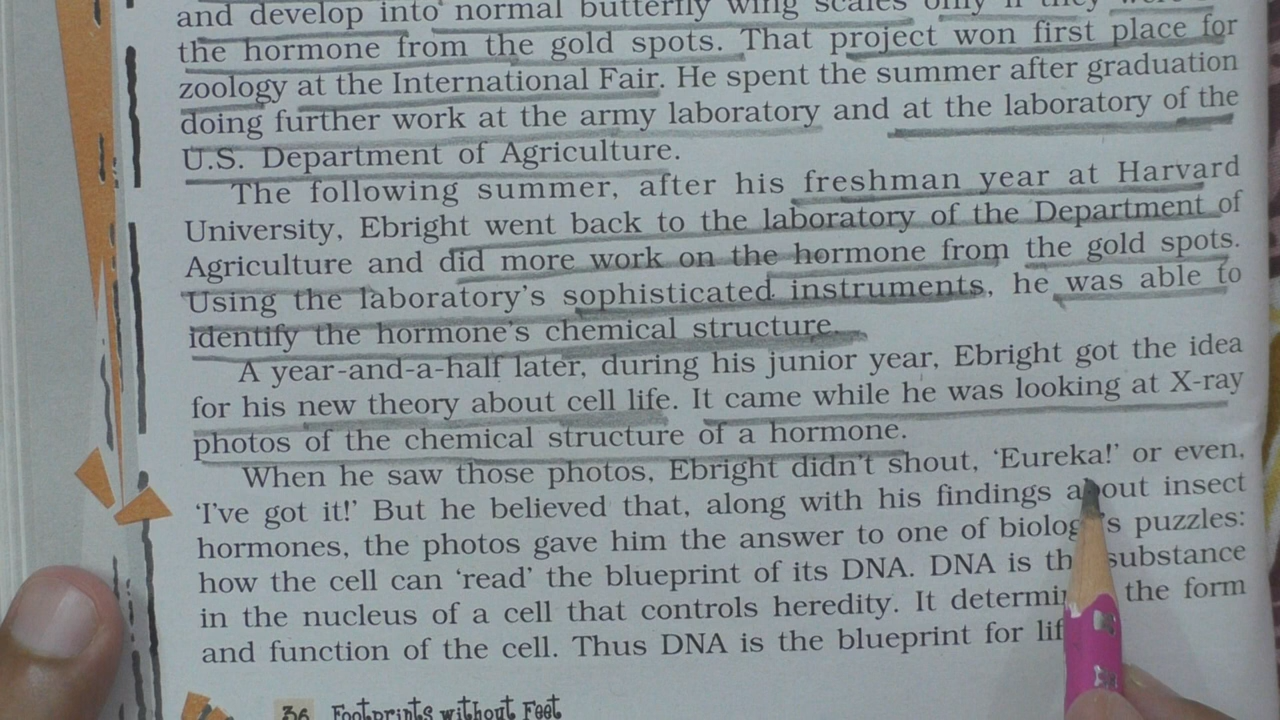 and develop into normal butterfly wing scales only if they were
the hormone from the gold spots. That project won first place for
zoology at the International Fair. He spent the summer after graduation
doing further work at the army laboratory and at the laboratory of the
U.S. Department of Agriculture.
The following summer, after his freshman year at Harvard
University, Ebright went back to the laboratory of the Department of
Agriculture and did more work on the hormone from the gold spots.
Using the laboratory's sophisticated instruments, he was able to
identify the hormone's chemical structure.
A year-and-a-half later, during his junior year, Ebright got the idea
for his new theory about cell life. It came while he was looking at X-ray
photos of the chemical structure of a hormone.
When he saw those photos, Ebright didn't shout, 'Eureka!' or even,
'I've got it!' But he believed that, along with his findings about insect
hormones, the photos gave him the answer to one of biology's puzzles:
how the cell can 'read' the blueprint of its DNA. DNA is the substance
in the nucleus of a cell that controls heredity. It determines the form
and function of the cell. Thus DNA is the blueprint for
36 Footprints without Feet